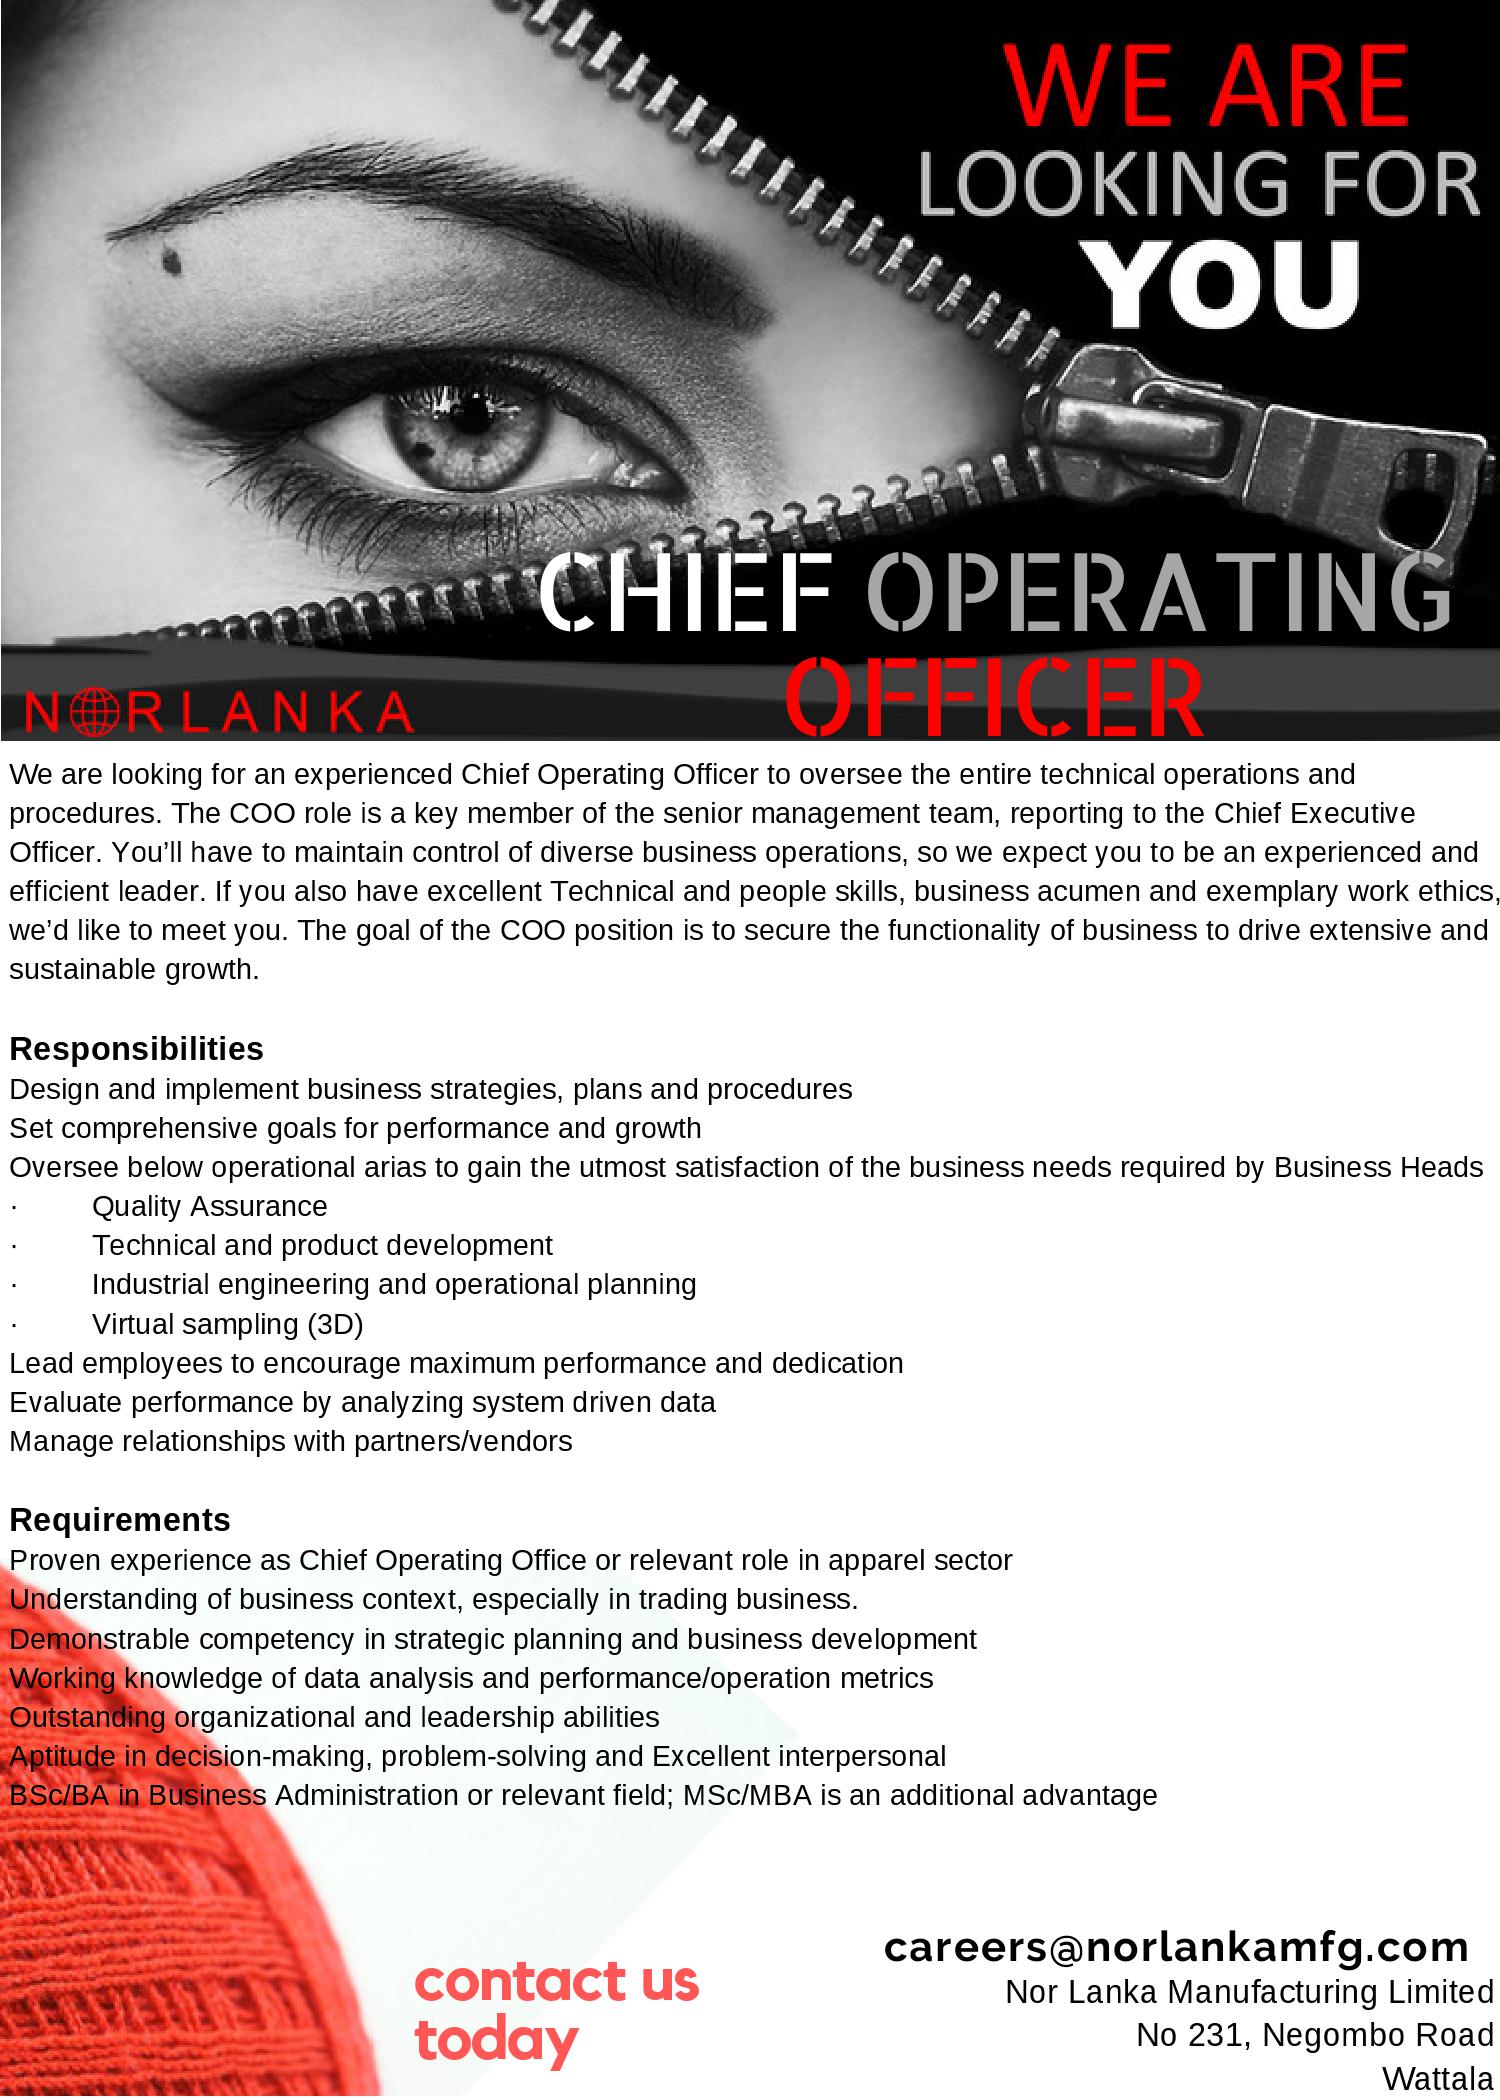 WE ARE
LOOKING FOR
YOU
CHIEF OPERATING
OFFICER
NORLANKA
We are looking for an experienced Chief Operating Officer to oversee the entire technical operations and
procedures. The COO role is a key member of the senior management team, reporting to the Chief Executive
Officer. You’ll have to maintain control of diverse business operations, so we expect you to be an experienced and
efficient leader. If you also have excellent Technical and people skills, business acumen and exemplary work ethics,
we’d like to meet you. The goal of the COO position is to secure the functionality of business to drive extensive and
sustainable growth.
Responsibilities
Design and implement business strategies, plans and procedures
Set comprehensive goals for performance and growth
Oversee below operational arias to gain the utmost satisfaction of the business needs required by Business Heads
· Quality Assurance
· Technical and product development
· Industrial engineering and operational planning
· Virtual sampling (3D)
Lead employees to encourage maximum performance and dedication
Evaluate performance by analyzing system driven data
Manage relationships with partners/vendors
Requirements
Proven experience as Chief Operating Office or relevant role in apparel sector
Understanding of business context, especially in trading business.
Demonstrable competency in strategic planning and business development
Working knowledge of data analysis and performance/operation metrics
Outstanding organizational and leadership abilities
Aptitude in decision-making, problem-solving and Excellent interpersonal
BSc/BA in Business Administration or relevant field; MSc/MBA is an additional advantage
contact us
today
careers@norlankamfg.com
Nor Lanka Manufacturing Limited
No 231, Negombo Road
Wattala